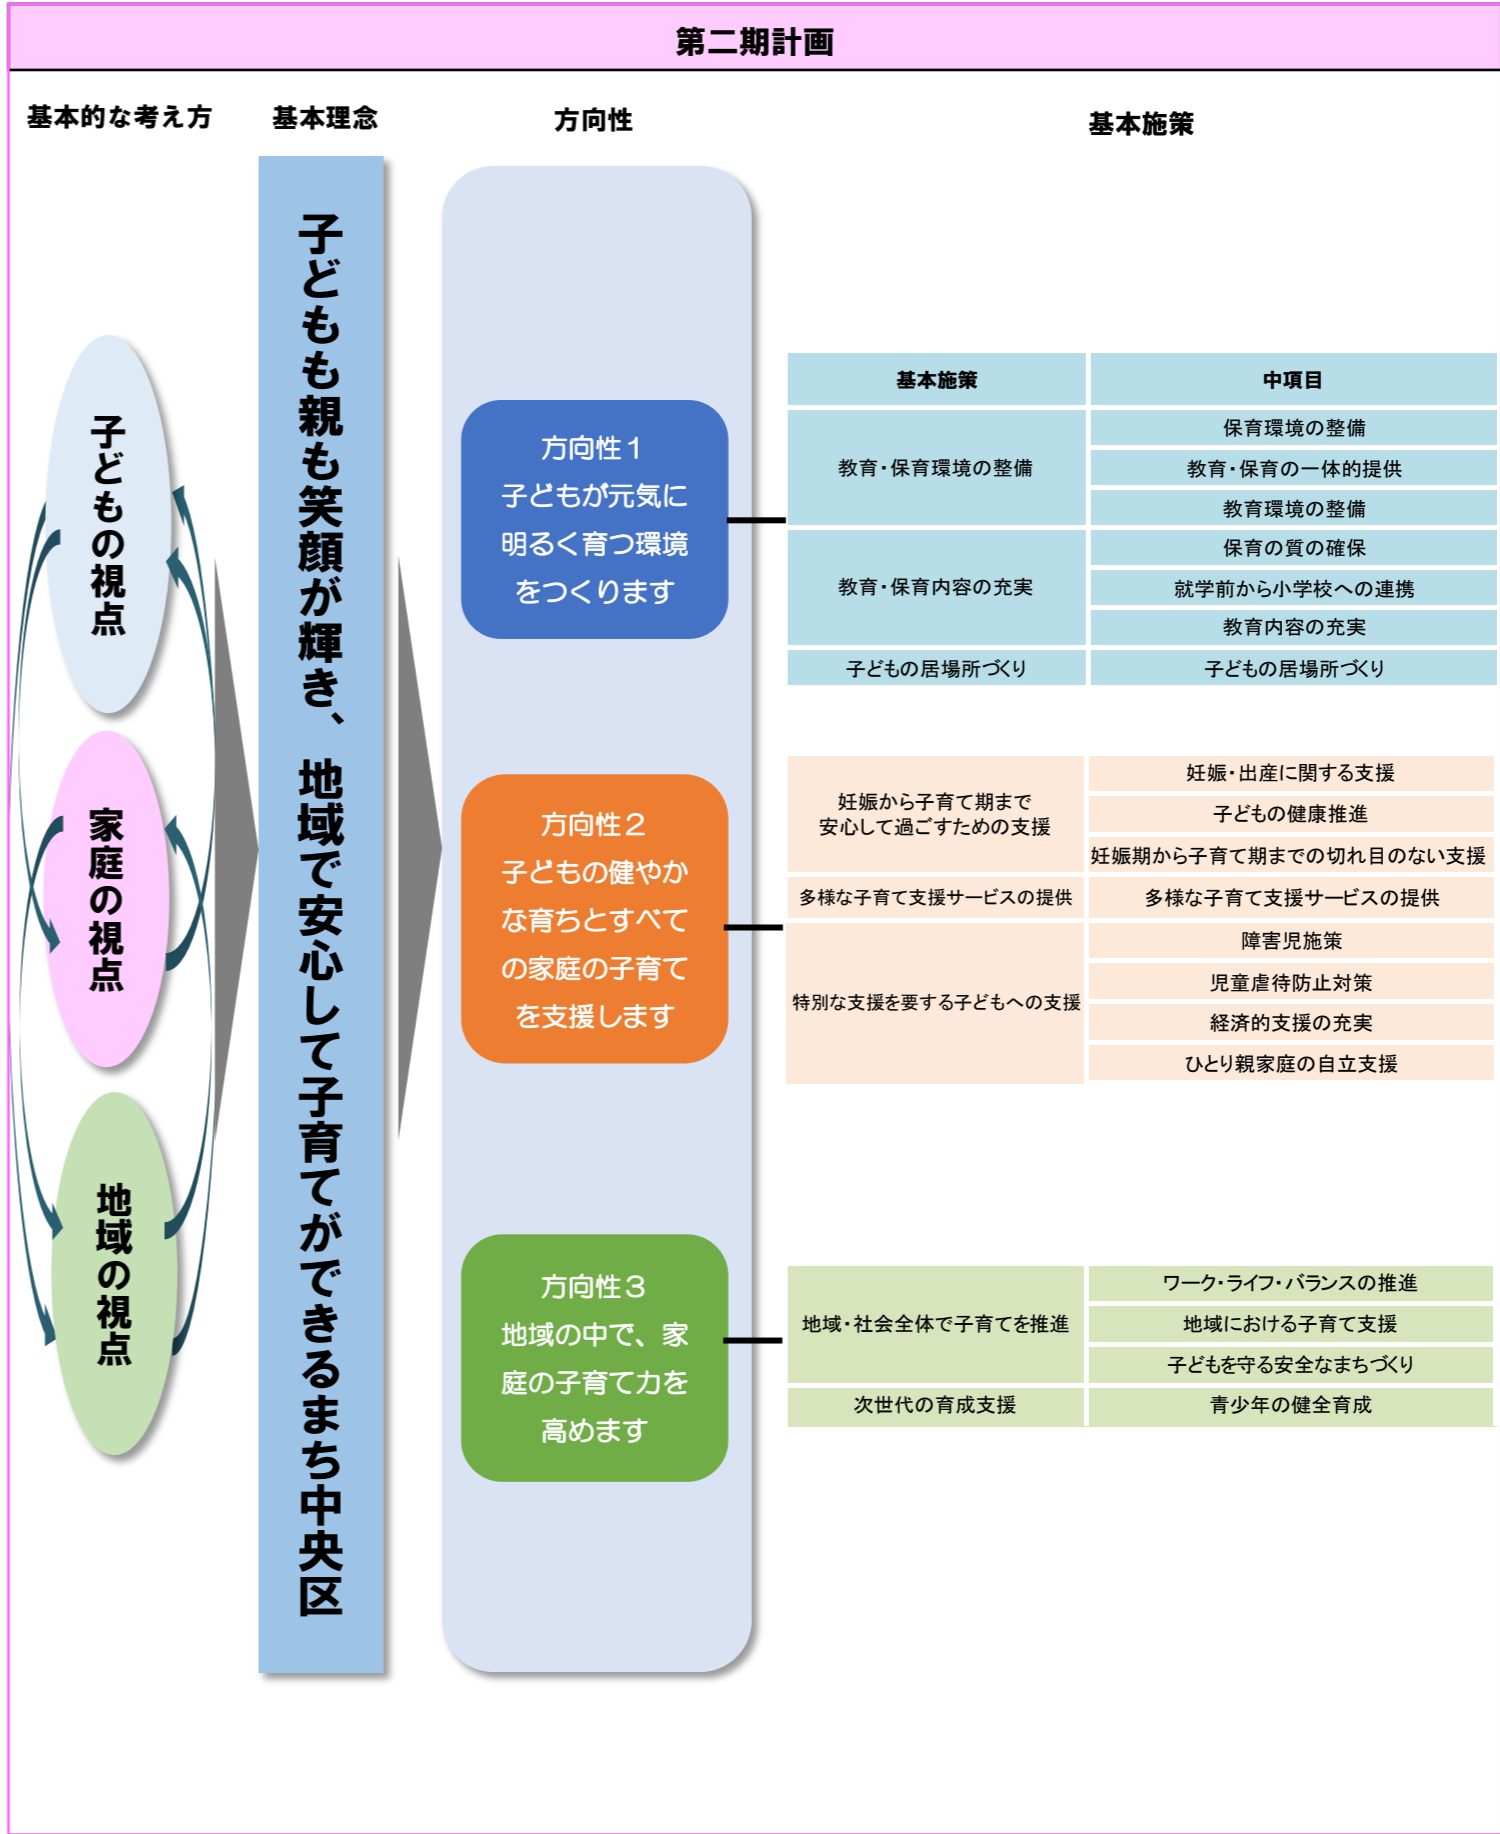 第二期計画
基本的な考え方
基本理念
方向性
基本施策
子どもの視点
家庭の視点
地域の視点
子どもも親も笑顔が輝き、地域で安心して子育てができるまち中央区
方向性1
子どもが元気に
明るく育つ環境
をつくります
基本施策
中項目
教育・保育環境の整備
保育環境の整備
教育・保育の一体的提供
教育環境の整備
教育・保育内容の充実
保育の質の確保
就学前から小学校への連携
教育内容の充実
子どもの居場所づくり
子どもの居場所づくり
方向性2
子どもの健やか
な育ちとすべて
の家庭の子育て
を支援します
妊娠から子育て期まで
安心して過ごすための支援
妊娠・出産に関する支援
子どもの健康推進
妊娠期から子育て期までの切れ目のない支援
多様な子育て支援サービスの提供
多様な子育て支援サービスの提供
特別な支援を要する子どもへの支援
障害児施策
児童虐待防止対策
経済的支援の充実
ひとり親家庭の自立支援
方向性3
地域の中で、家
庭の子育て力を
高めます
地域・社会全体で子育てを推進
ワーク・ライフ・バランスの推進
地域における子育て支援
子どもを守る安全なまちづくり
次世代の育成支援
青少年の健全育成